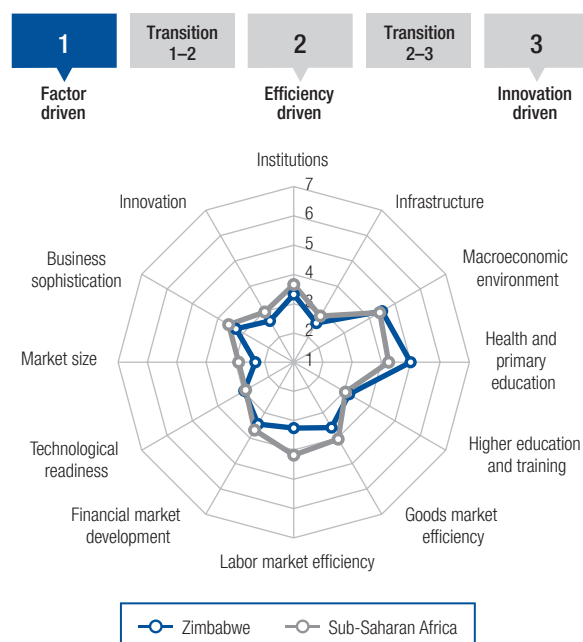 1
Transition
1–2
2
Transition
2–3
3
Factor
driven
Efficiency
driven
Innovation
driven
Institutions
Infrastructure
Macroeconomic
environment
Health and
primary
education
Higher education
and training
Goods market
efficiency
Labor market efficiency
Financial market
development
Technological
readiness
Market size
Business
sophistication
Innovation
7
6
5
4
3
2
1
Zimbabwe
Sub-Saharan Africa